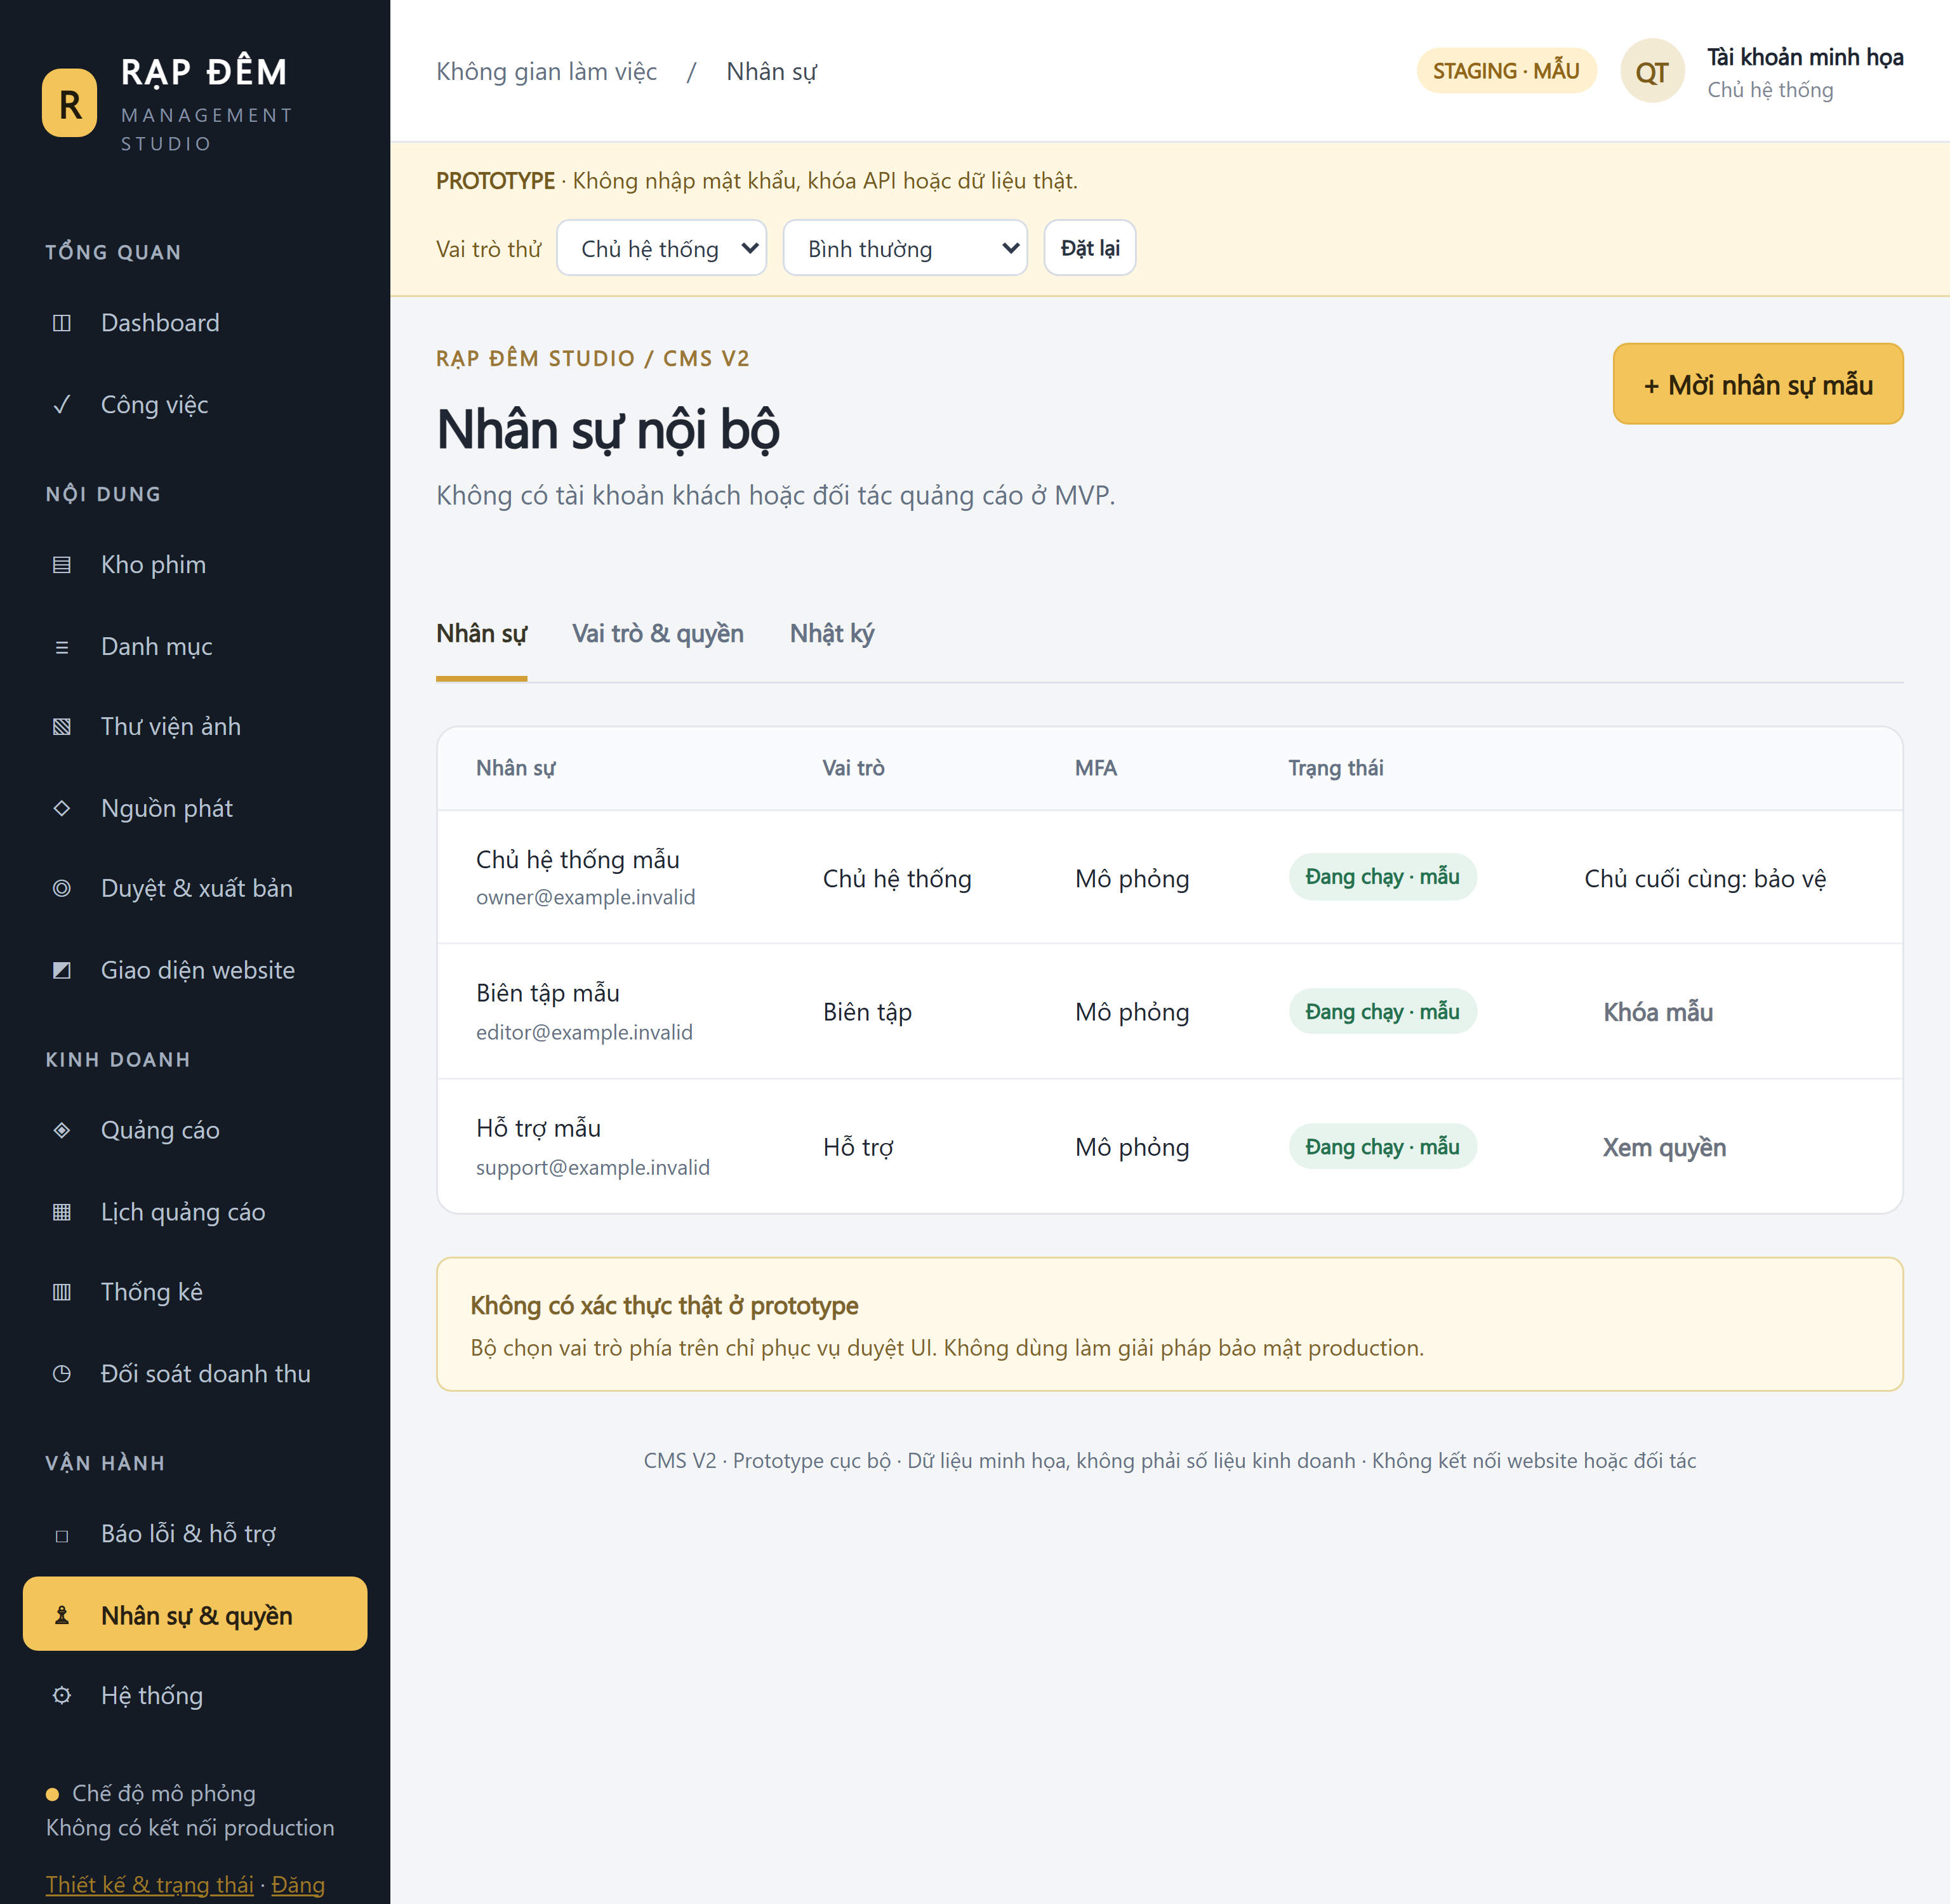 R
RẠP ĐÊM
MANAGEMENT
STUDIO
TỔNG QUAN
Dashboard
Công việc
NỘI DUNG
Kho phim
Danh mục
Thư viện ảnh
Nguồn phát
Duyệt & xuất bản
Giao diện website
KINH DOANH
Quảng cáo
Lịch quảng cáo
Thống kê
Đối soát doanh thu
VẬN HÀNH
Báo lỗi & hỗ trợ
Nhân sự & quyền
Hệ thống
Chế độ mô phỏng
Không có kết nối production
Thiết kế & trạng thái · Đăng
Không gian làm việc / Nhân sự
STAGING · MẪU
QT
Tài khoản minh họa
Chủ hệ thống
PROTOTYPE · Không nhập mật khẩu, khóa API hoặc dữ liệu thật.
Vai trò thử Chủ hệ thống Bình thường Đặt lại
RẠP ĐÊM STUDIO / CMS V2
Nhân sự nội bộ
Không có tài khoản khách hoặc đối tác quảng cáo ở MVP.
+ Mời nhân sự mẫu
Nhân sự Vai trò & quyền Nhật ký
Nhân sự Vai trò MFA Trạng thái
Chủ hệ thống mẫu
owner@example.invalid
Chủ hệ thống Mô phỏng Đang chạy · mẫu Chủ cuối cùng: bảo vệ
Biên tập mẫu
editor@example.invalid
Biên tập Mô phỏng Đang chạy · mẫu Khóa mẫu
Hỗ trợ mẫu
support@example.invalid
Hỗ trợ Mô phỏng Đang chạy · mẫu Xem quyền
Không có xác thực thật ở prototype
Bộ chọn vai trò phía trên chỉ phục vụ duyệt UI. Không dùng làm giải pháp bảo mật production.
CMS V2 · Prototype cục bộ · Dữ liệu minh họa, không phải số liệu kinh doanh · Không kết nối website hoặc đối tác